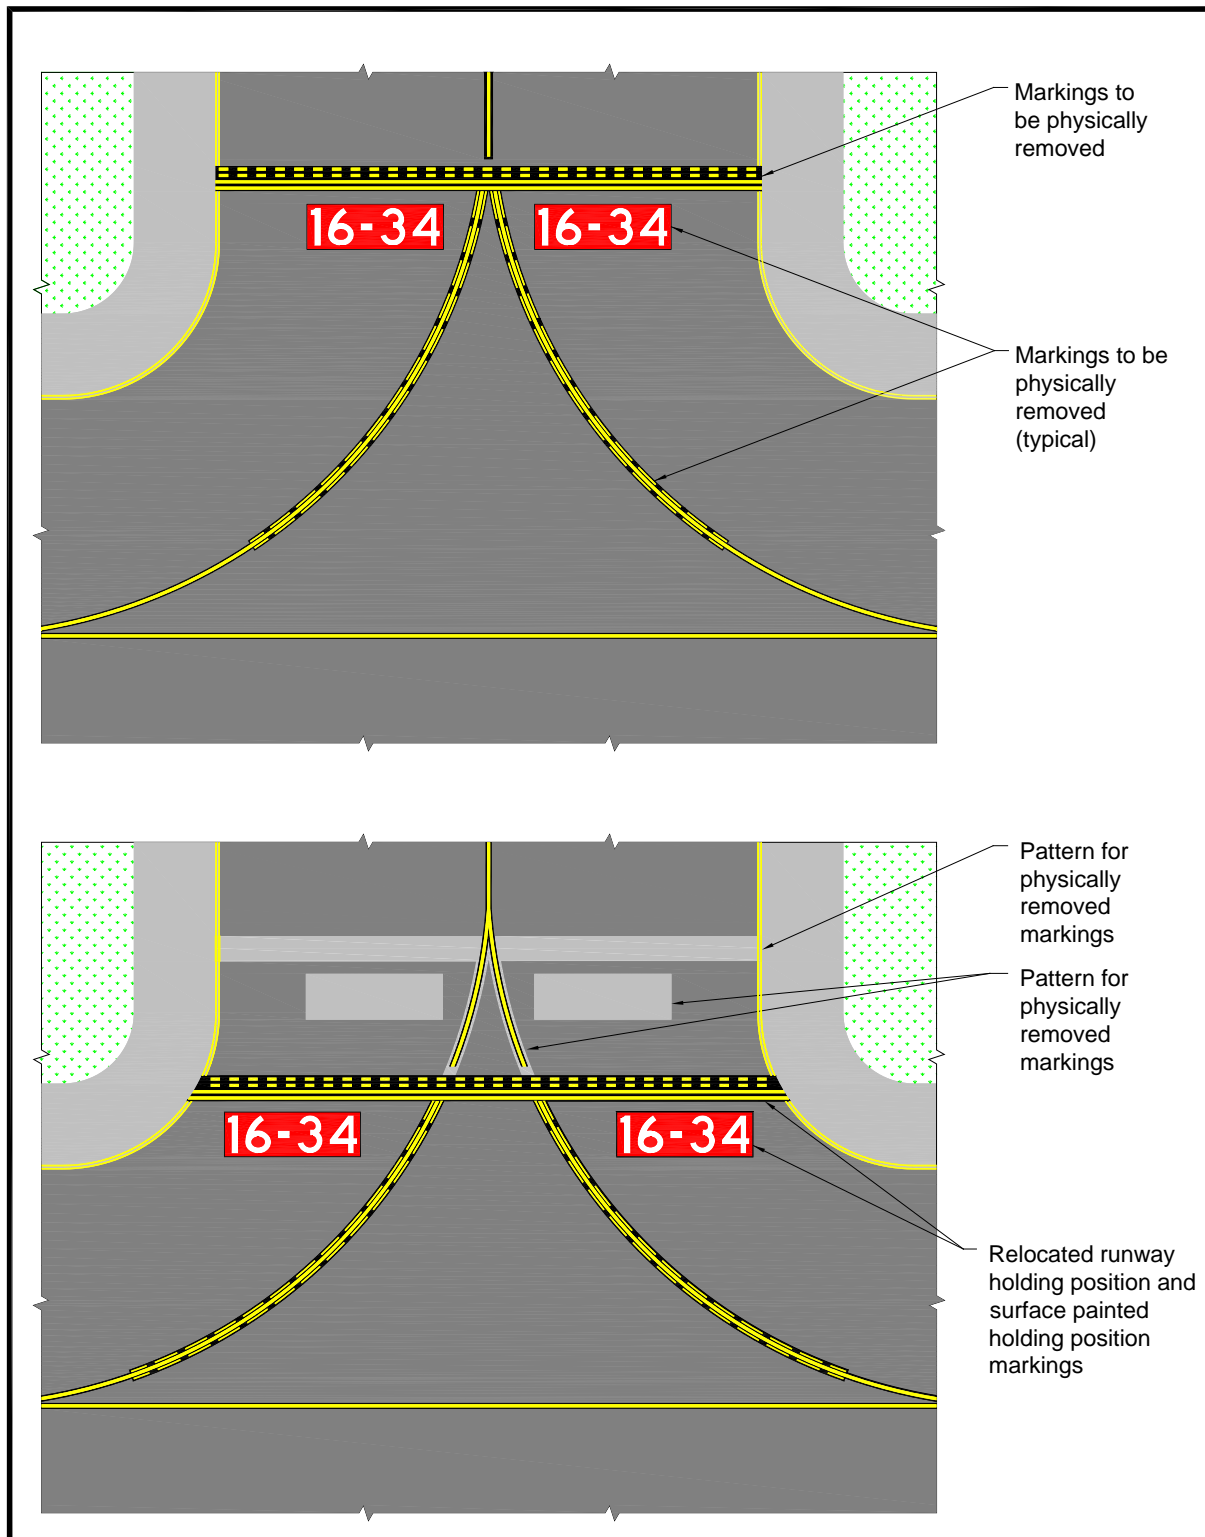 Markings to
be physically
removed
16-34 16-34
Markings to be
physically
removed
(typical)
Pattern for
physically
removed
markings
Pattern for
physically
removed
markings
16-34 16-34
Relocated runway
holding position and
surface painted
holding position
markings